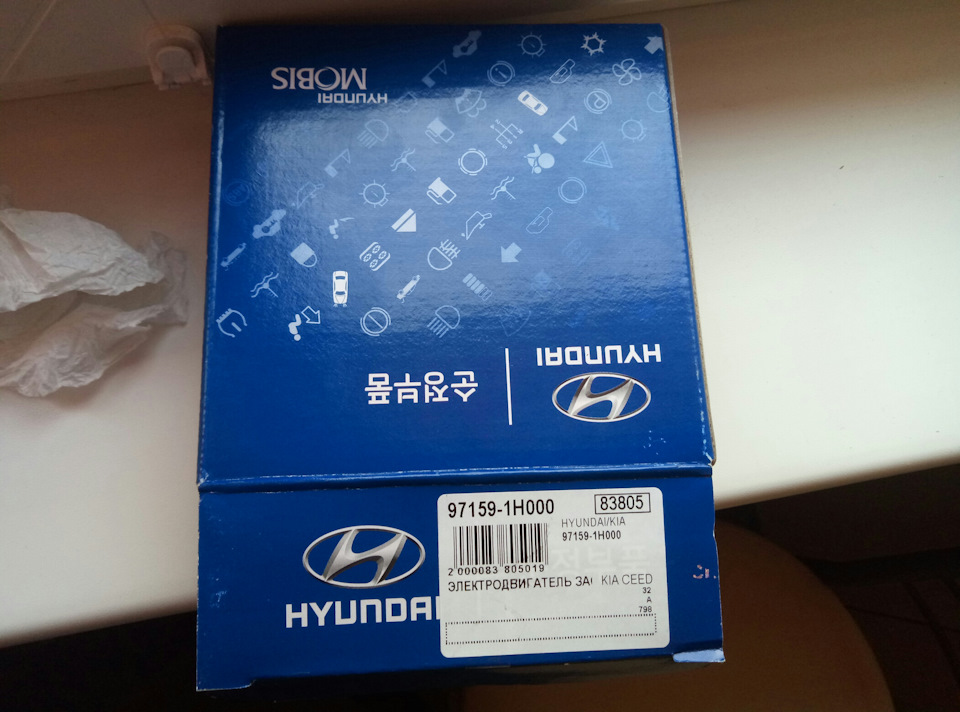 HYUNDAI
MOBIS
HYUNDAI
순정부품
HYUNDAI
97159-1H000
83805
HYUNDAI/KIA
97159-1H000
2 000083 805019
ЭЛЕКТРОДВИГАТЕЛЬ
KIA CEED
32
A
798